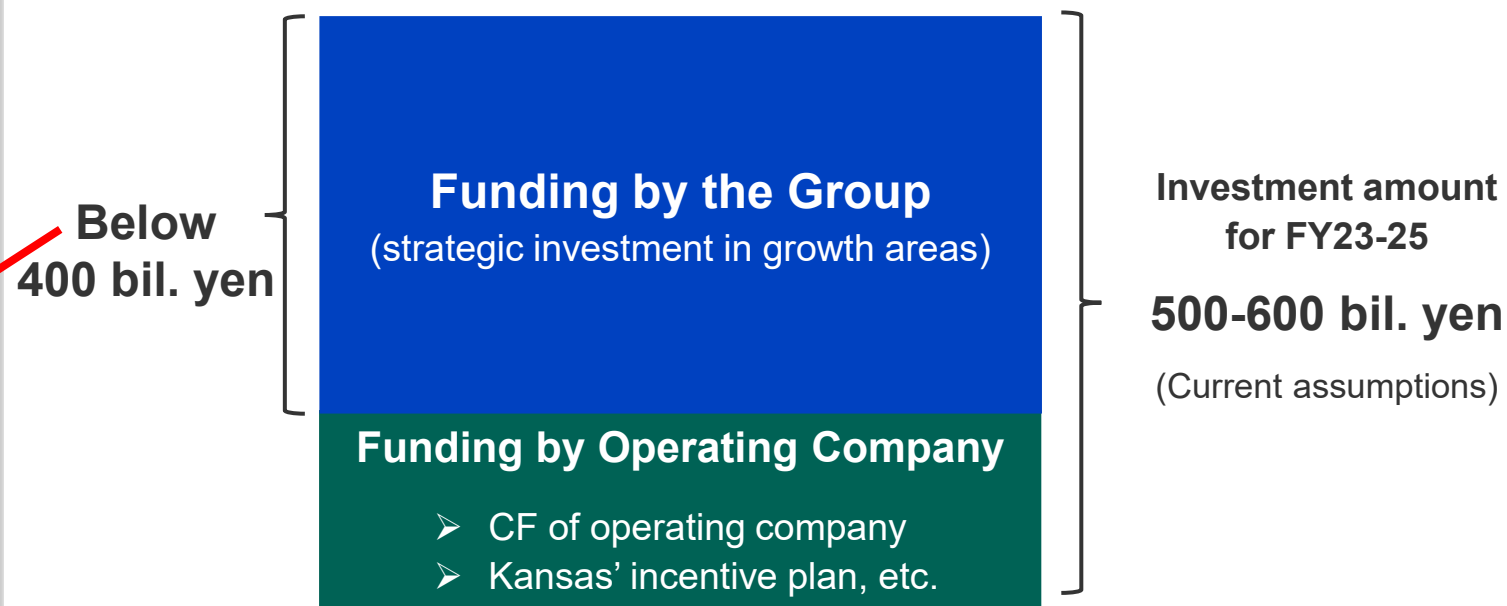 Below
400 bil. yen
Funding by the Group
(strategic investment in growth areas)
Funding by Operating Company
➢ CF of operating company
➢ Kansas’ incentive plan, etc.
Investment amount
for FY23-25
500-600 bil. yen
(Current assumptions)